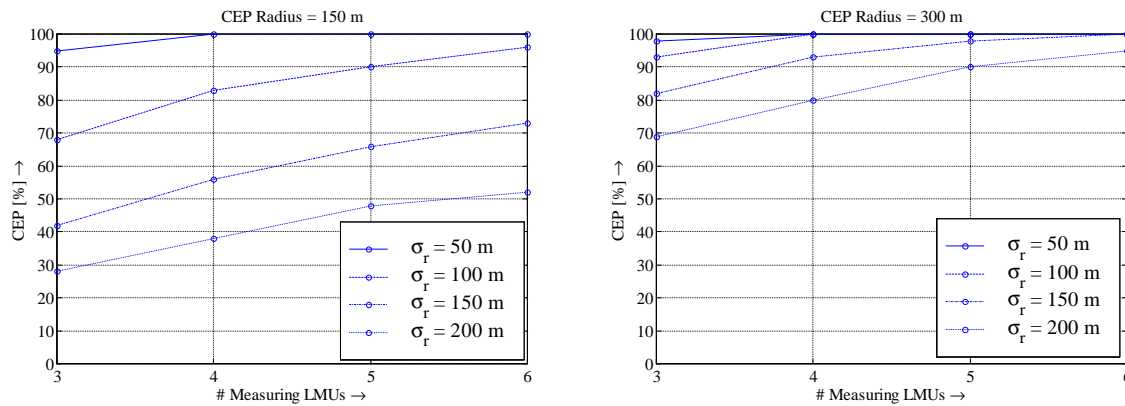 CEP Radius = 150 m
100
90
80
70
60
50
40
30
20
10
0
CEP [%] →
3 4 5 6
# Measuring LMUs →
σr = 50 m
σr = 100 m
σr = 150 m
σr = 200 m
CEP Radius = 300 m
100
90
80
70
60
50
40
30
20
10
0
CEP [%] →
3 4 5 6
# Measuring LMUs →
σr = 50 m
σr = 100 m
σr = 150 m
σr = 200 m